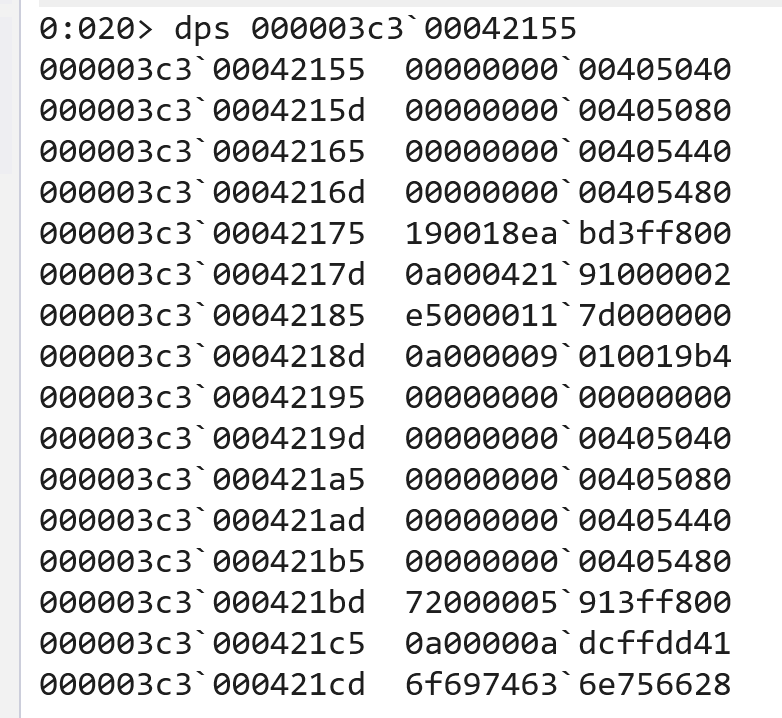 0:020> dps 000003c3`00042155
000003c3`00042155  00000000`00405040
000003c3`0004215d  00000000`00405080
000003c3`00042165  00000000`00405440
000003c3`0004216d  00000000`00405480
000003c3`00042175  190018ea`bd3ff800
000003c3`0004217d  0a000421`91000002
000003c3`00042185  e5000011`7d000000
000003c3`0004218d  0a000009`010019b4
000003c3`00042195  00000000`00000000
000003c3`0004219d  00000000`00405040
000003c3`000421a5  00000000`00405080
000003c3`000421ad  00000000`00405440
000003c3`000421b5  00000000`00405480
000003c3`000421bd  72000005`913ff800
000003c3`000421c5  0a00000a`dcffdd41
000003c3`000421cd  6f697463`6e756628